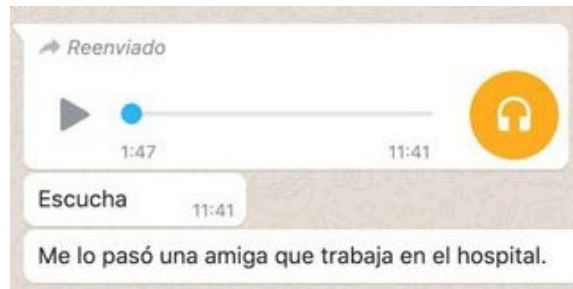 Reenviado
1:47 11:41
Escucha 11:41
Me lo pasó una amiga que trabaja en el hospital.